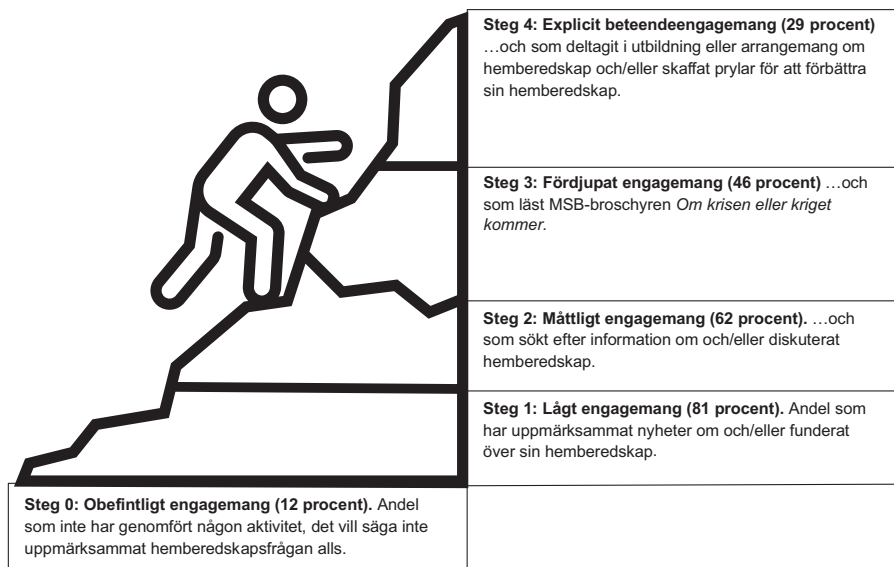 Steg 4: Explicit beteendeengagemang (29 procent)
…och som deltagit i utbildning eller arrangemang om
hemberedskap och/eller skaffat prylar för att förbättra
sin hemberedskap.
Steg 3: Fördjupat engagemang (46 procent) …och
som läst MSB-broschyren Om krisen eller kriget
kommer.
Steg 2: Måttligt engagemang (62 procent). …och
som sökt efter information om och/eller diskuterat
hemberedskap.
Steg 1: Lågt engagemang (81 procent). Andel som
har uppmärksammat nyheter om och/eller funderat
över sin hemberedskap.
Steg 0: Obefintligt engagemang (12 procent). Andel
som inte har genomfört någon aktivitet, det vill säga inte
uppmärksammat hemberedskapsfrågan alls.